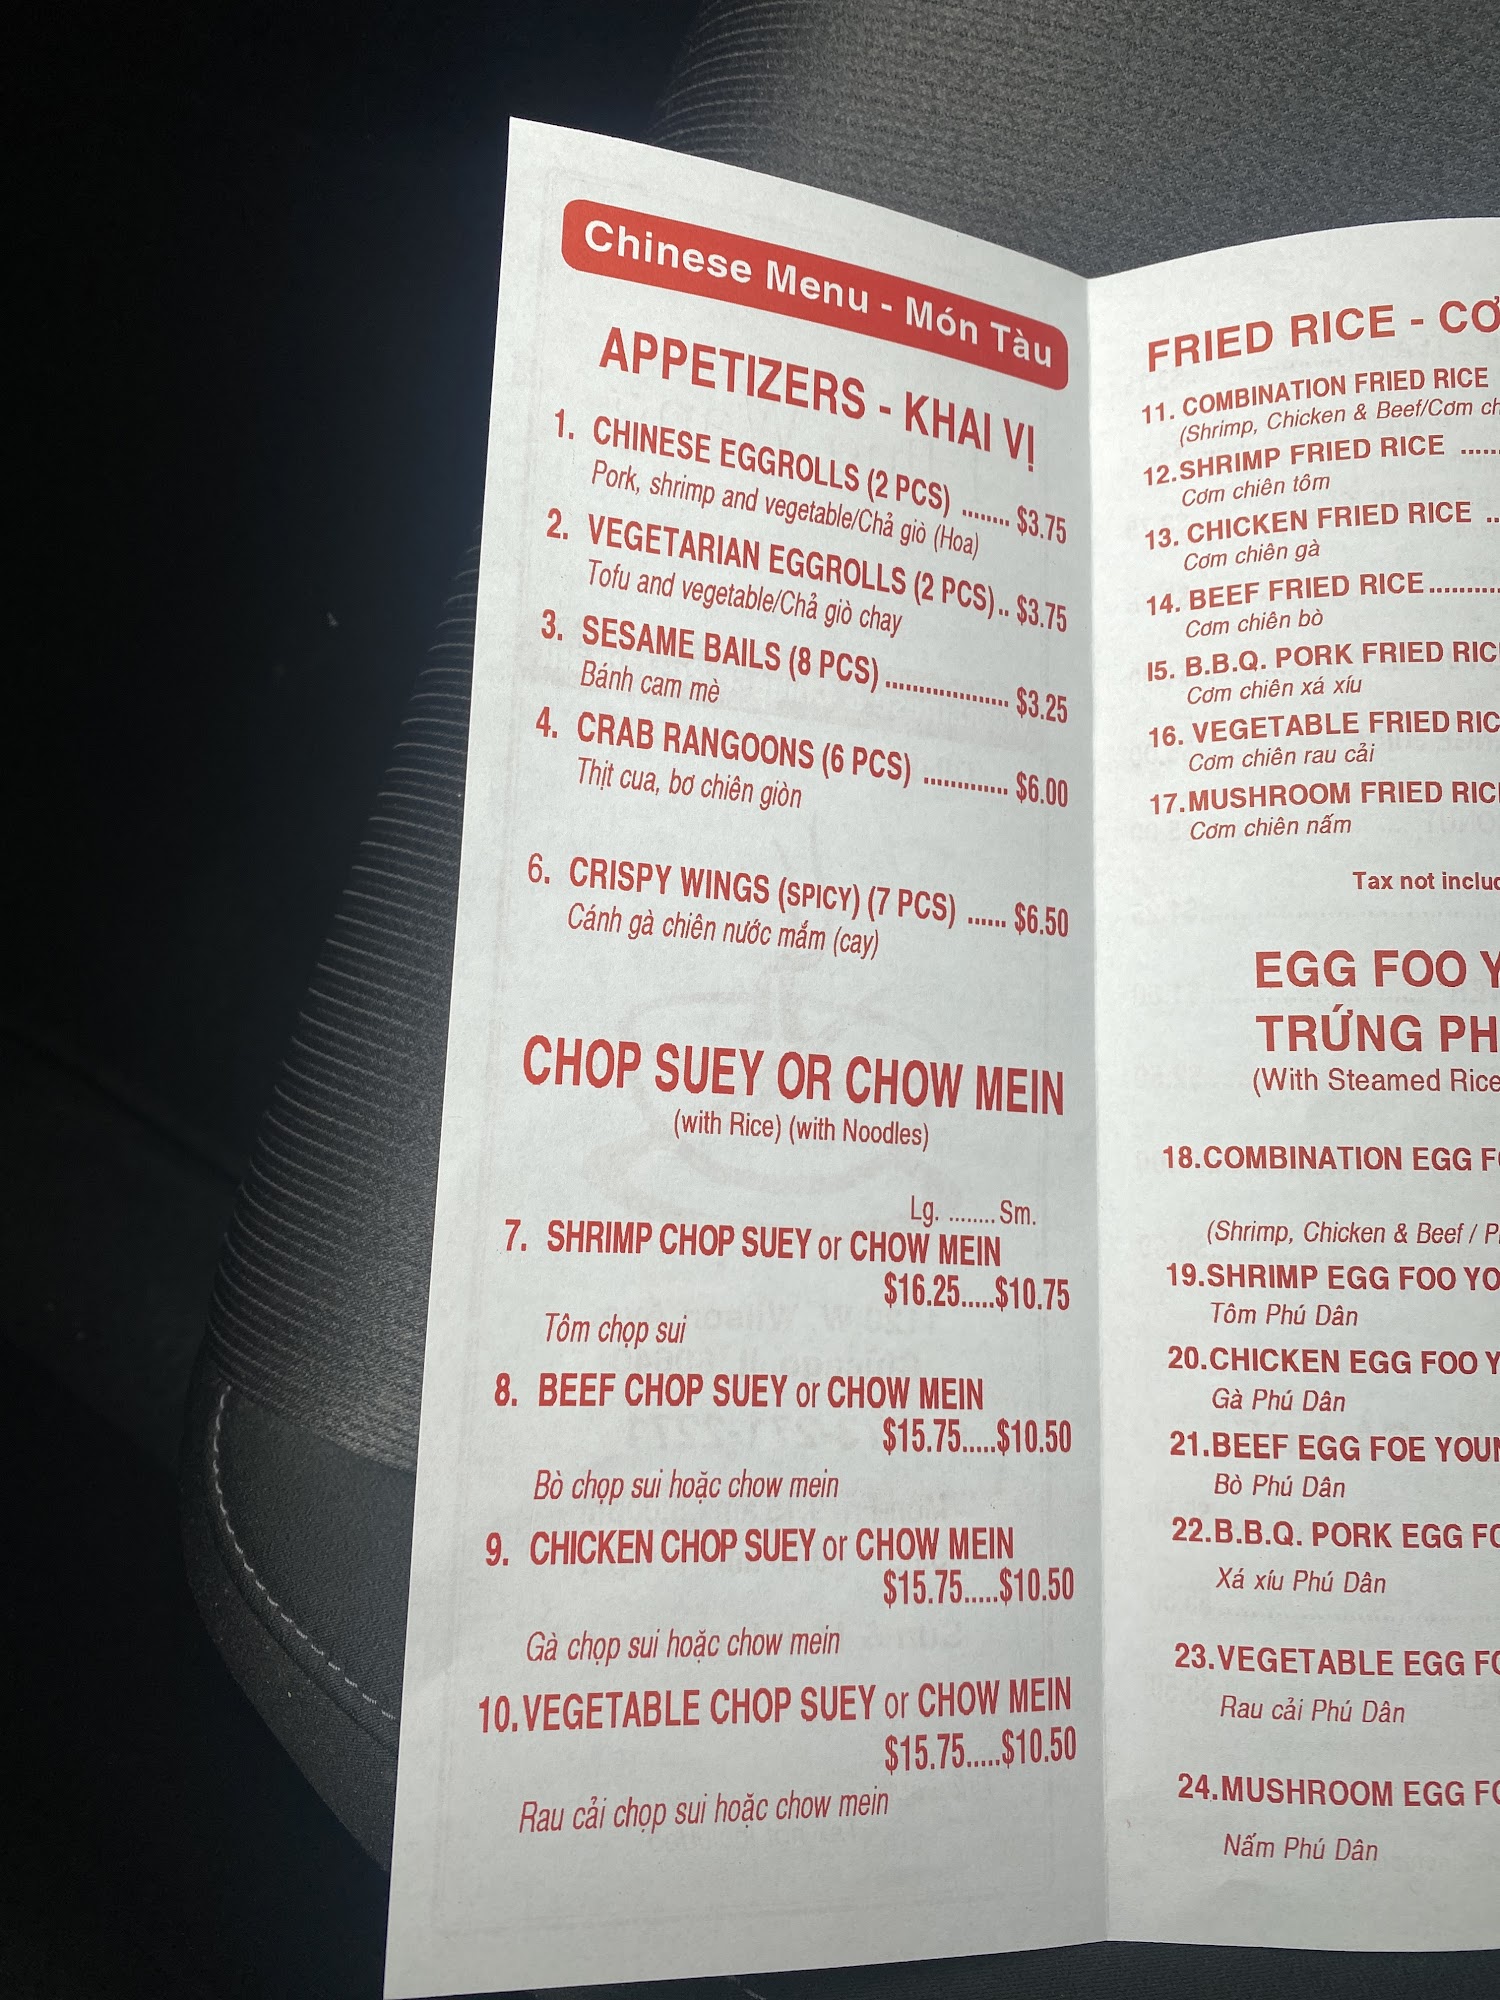 Chinese Menu - Món Tàu
APPETIZERS - KHAI VỊ
1. CHINESE EGGROLLS (2 PCS) ........ $3.75
Pork, shrimp and vegetable/Chả giò (Hoa)
2. VEGETARIAN EGGROLLS (2 PCS).. $3.75
Tofu and vegetable/Chả giò chay
3. SESAME BAILS (8 PCS)................... $3.25
Bánh cam mè
4. CRAB RANGOONS (6 PCS) ............. $6.00
Thịt cua, bơ chiên giòn
6. CRISPY WINGS (SPICY) (7 PCS) ...... $6.50
Cánh gà chiên nước mắm (cay)
CHOP SUEY OR CHOW MEIN
(with Rice) (with Noodles)
Lg. ........ Sm.
7. SHRIMP CHOP SUEY or CHOW MEIN
$16.25.....$10.75
Tôm chọp sui
8. BEEF CHOP SUEY or CHOW MEIN
$15.75.....$10.50
Bò chọp sui hoặc chow mein
9. CHICKEN CHOP SUEY or CHOW MEIN
$15.75.....$10.50
Gà chọp sui hoặc chow mein
10. VEGETABLE CHOP SUEY or CHOW MEIN
$15.75.....$10.50
Rau cải chọp sui hoặc chow mein
FRIED RICE - CƠ
11. COMBINATION FRIED RICE
(Shrimp, Chicken & Beef/Cơm ch
12. SHRIMP FRIED RICE ......
Cơm chiên tôm
13. CHICKEN FRIED RICE ..
Cơm chiên gà
14. BEEF FRIED RICE...........
Cơm chiên bò
I5. B.B.Q. PORK FRIED RIC
Cơm chiên xá xíu
16. VEGETABLE FRIED RIC
Cơm chiên rau cải
17. MUSHROOM FRIED RIC
Cơm chiên nấm
Tax not includ
EGG FOO Y
TRỨNG PH
(With Steamed Rice
18. COMBINATION EGG F
(Shrimp, Chicken & Beef / P
19. SHRIMP EGG FOO YO
Tôm Phú Dân
20. CHICKEN EGG FOO Y
Gà Phú Dân
21. BEEF EGG FOE YOUN
Bò Phú Dân
22. B.B.Q. PORK EGG FO
Xá xíu Phú Dân
23. VEGETABLE EGG FO
Rau cải Phú Dân
24. MUSHROOM EGG FO
Nấm Phú Dân